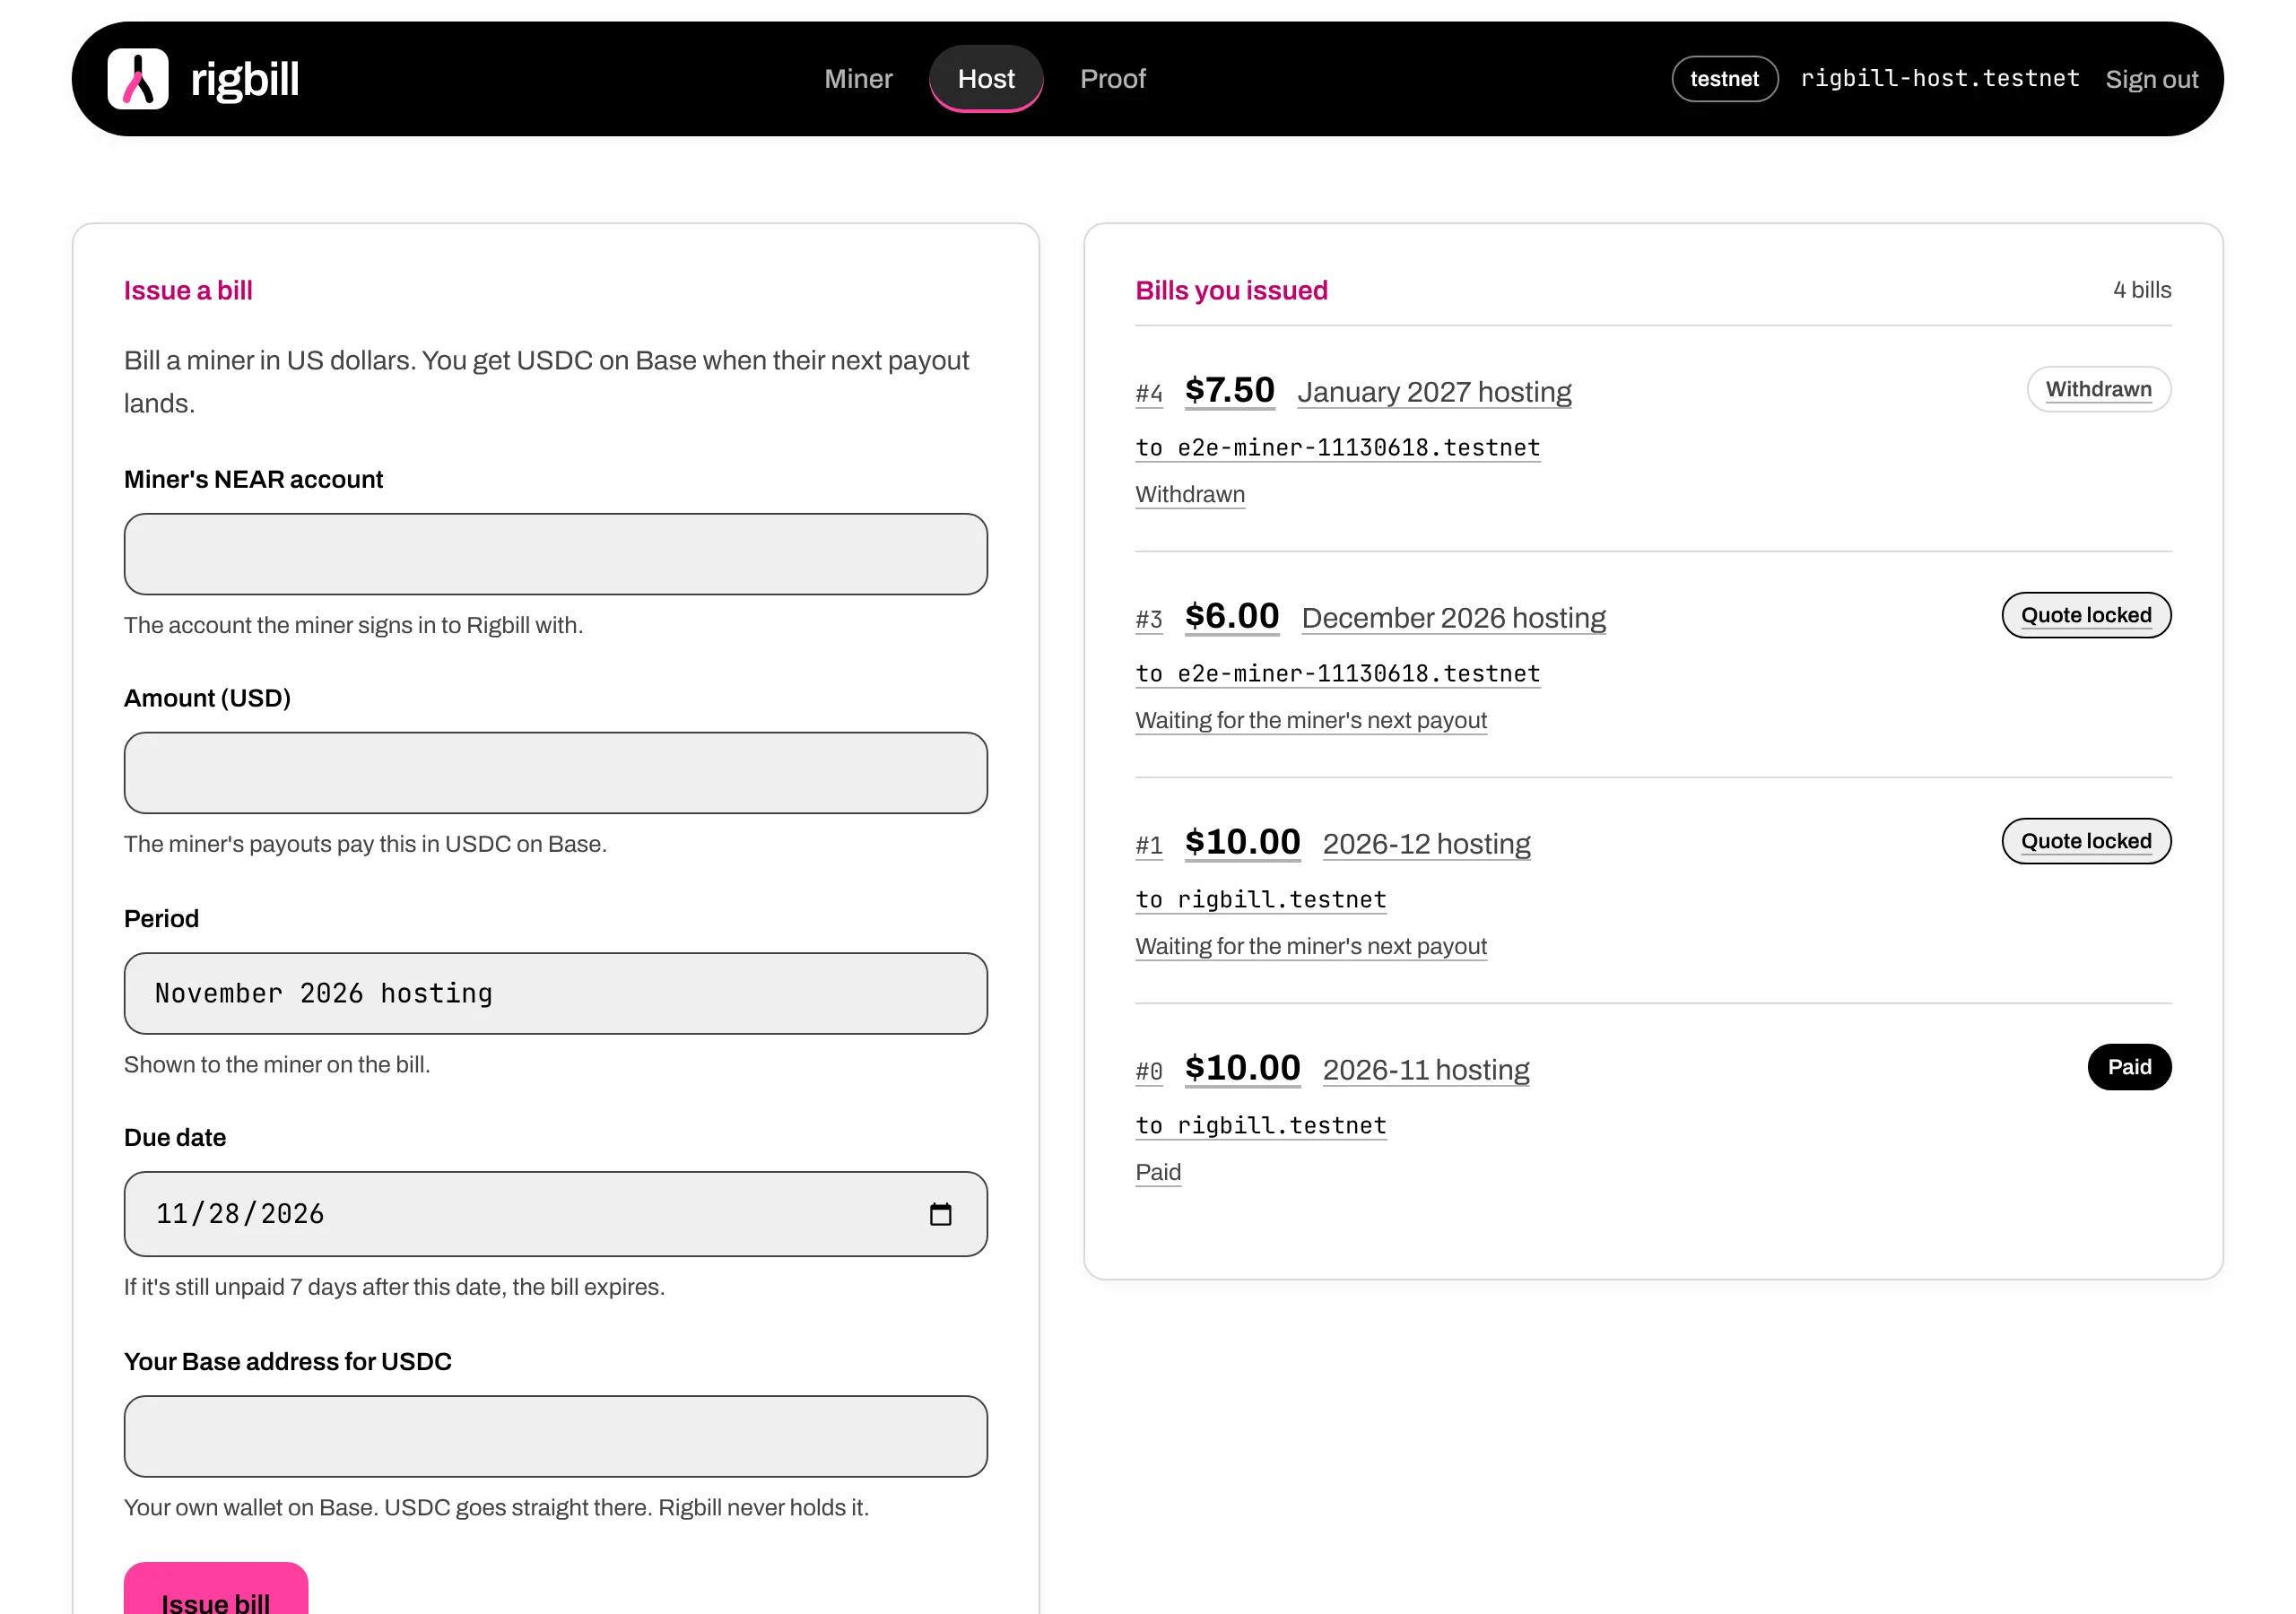 rigbill
Miner
Host
Proof
testnet
rigbill-host.testnet
Sign out
Issue a bill
Bill a miner in US dollars. You get USDC on Base when their next payout
lands.
Miner's NEAR account
The account the miner signs in to Rigbill with.
Amount (USD)
The miner's payouts pay this in USDC on Base.
Period
November 2026 hosting
Shown to the miner on the bill.
Due date
11/28/2026
If it's still unpaid 7 days after this date, the bill expires.
Your Base address for USDC
Your own wallet on Base. USDC goes straight there. Rigbill never holds it.
Issue bill
Bills you issued
4 bills
#4 $7.50 January 2027 hosting
Withdrawn
to e2e-miner-11130618.testnet
Withdrawn
#3 $6.00 December 2026 hosting
Quote locked
to e2e-miner-11130618.testnet
Waiting for the miner's next payout
#1 $10.00 2026-12 hosting
Quote locked
to rigbill.testnet
Waiting for the miner's next payout
#0 $10.00 2026-11 hosting
Paid
to rigbill.testnet
Paid